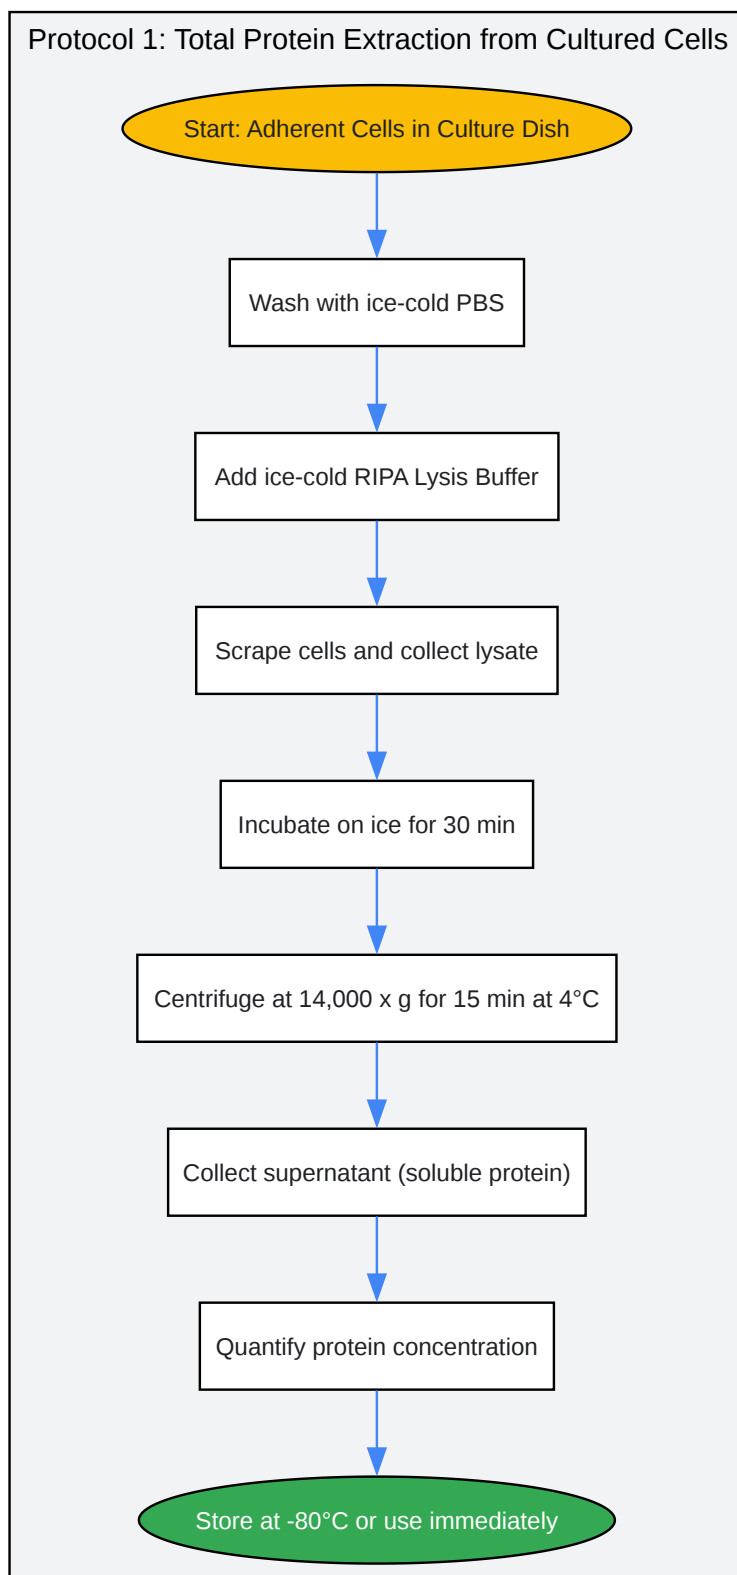 Protocol 1: Total Protein Extraction from Cultured Cells
Start: Adherent Cells in Culture Dish
Wash with ice-cold PBS
Add ice-cold RIPA Lysis Buffer
Scrape cells and collect lysate
Incubate on ice for 30 min
Centrifuge at 14,000 x g for 15 min at 4°C
Collect supernatant (soluble protein)
Quantify protein concentration
Store at -80°C or use immediately